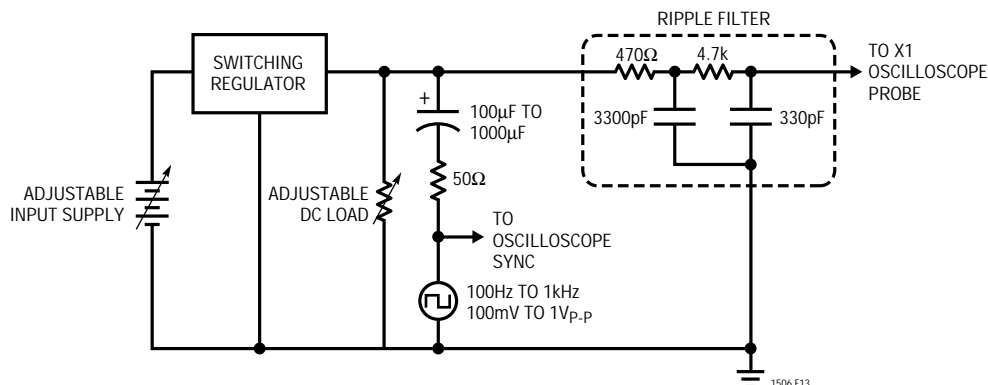 RIPPLE FILTER
SWITCHING
REGULATOR
470Ω
4.7k
TO X1
OSCILLOSCOPE
PROBE
+
100µF TO
1000µF
3300pF
330pF
50Ω
ADJUSTABLE
INPUT SUPPLY
ADJUSTABLE
DC LOAD
TO
OSCILLOSCOPE
SYNC
100Hz TO 1kHz
100mV TO 1VP-P
1506 F13